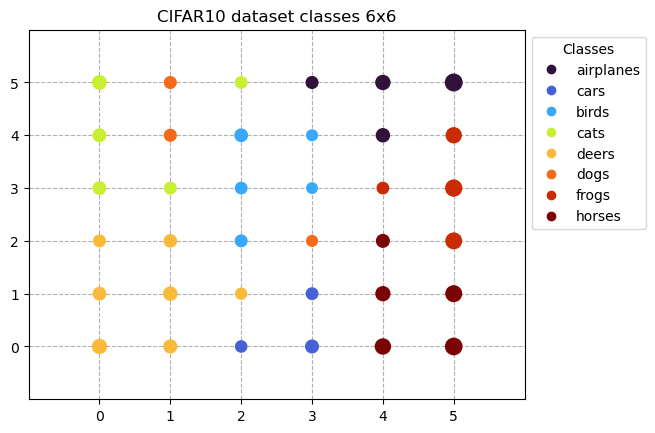 CIFAR10 dataset classes 6x6
Classes
airplanes
cars
birds
cats
deers
dogs
frogs
horses
5
4
3
2
1
0
0 1 2 3 4 5